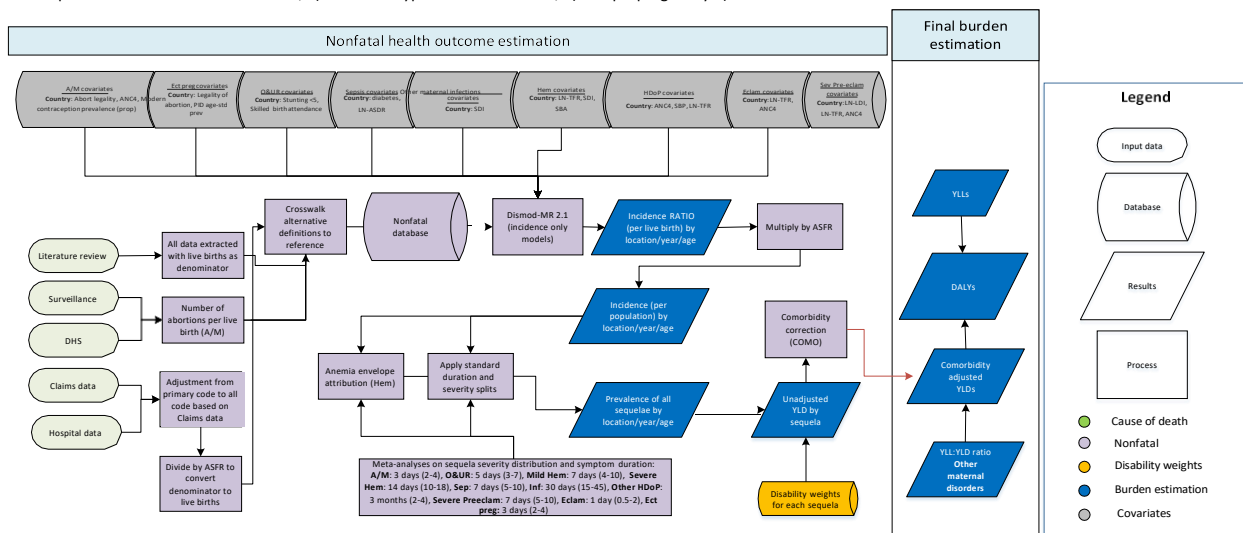 Nonfatal health outcome estimation
Final burden
estimation
A/M covariates
Country: Abort legality, ANC4, Modern
contraception prevalence (prop)
Ect preg covariates
Country: Legality of
abortion, PID age-std
prev
O&UR covariates
Country: Stunting <5,
Skilled birth attendance
Sepsis covariates
Country: diabetes,
LN-ASDR
Other maternal infections
covariates
Country: SDI
Hem covariates
Country: LN-TFR, SDI,
SBA
HDoP covariates
Country: ANC4, SBP, LN-TFR
Eclam covariates
Country: LN-TFR,
ANC4
Sev Pre-eclam
covariates
Country: LN-LDI,
LN-TFR, ANC4
Literature review
Surveillance
DHS
Claims data
Hospital data
All data extracted
with live births as
denominator
Number of
abortions per live
birth (A/M)
Adjustment from
primary code to all
code based on
Claims data
Divide by ASFR to
convert
denominator to
live births
Crosswalk
alternative
definitions to
reference
Nonfatal
database
Dismod-MR 2.1
(incidence only
models)
Incidence RATIO
(per live birth) by
location/year/age
Multiply by ASFR
Incidence (per
population) by
location/year/age
Anemia envelope
attribution (Hem)
Apply standard
duration and
severity splits
Prevalence of all
sequelae by
location/year/age
Comorbidity
correction
(COMO)
Unadjusted
YLD by
sequela
Meta-analyses on sequela severity distribution and symptom duration:
A/M: 3 days (2-4), O&UR: 5 days (3-7), Mild Hem: 7 days (4-10), Severe
Hem: 14 days (10-18), Sep: 7 days (5-10), Inf: 30 days (15-45), Other HDoP:
3 months (2-4), Severe Preeclam: 7 days (5-10), Eclam: 1 day (0.5-2), Ect
preg: 3 days (2-4)
Disability weights
for each sequela
YLLs
DALYs
Comorbidity
adjusted
YLDs
YLL:YLD ratio
Other
maternal
disorders
Legend
Input data
Database
Results
Process
Cause of death
Nonfatal
Disability weights
Burden estimation
Covariates